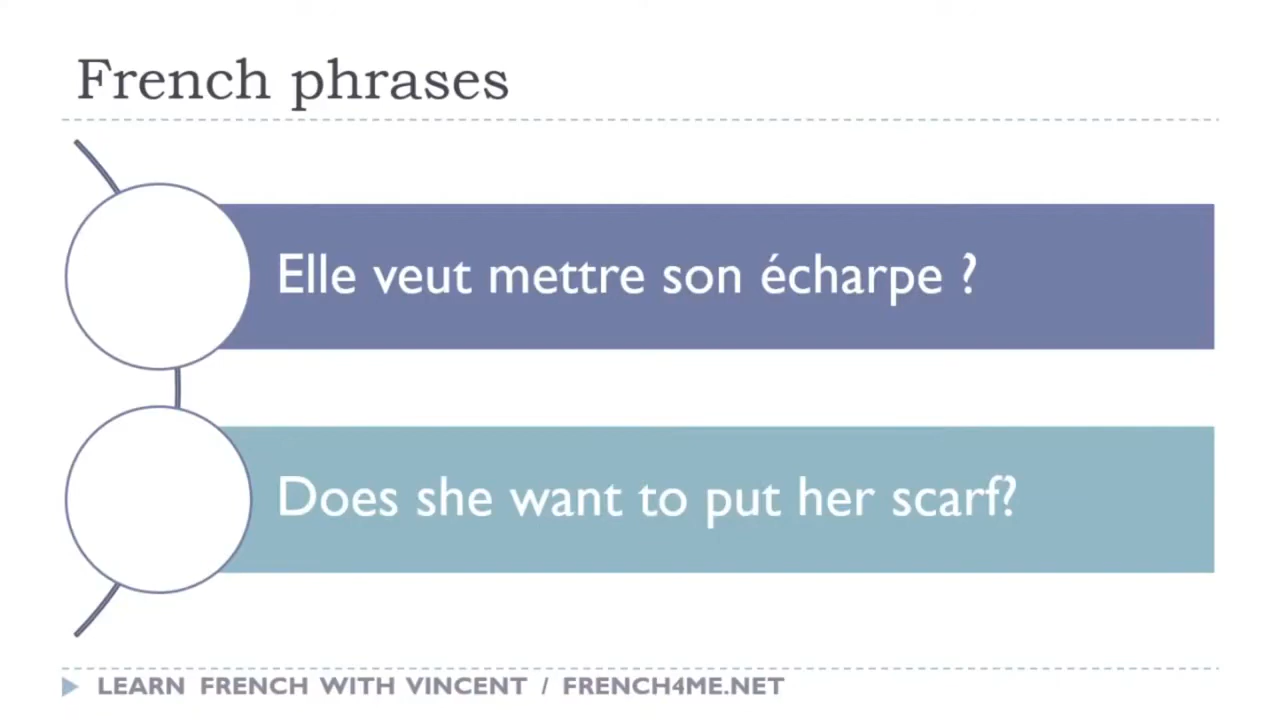 French phrases
Elle veut mettre son écharpe ?
Does she want to put her scarf?
LEARN FRENCH WITH VINCENT / FRENCH4ME.NET